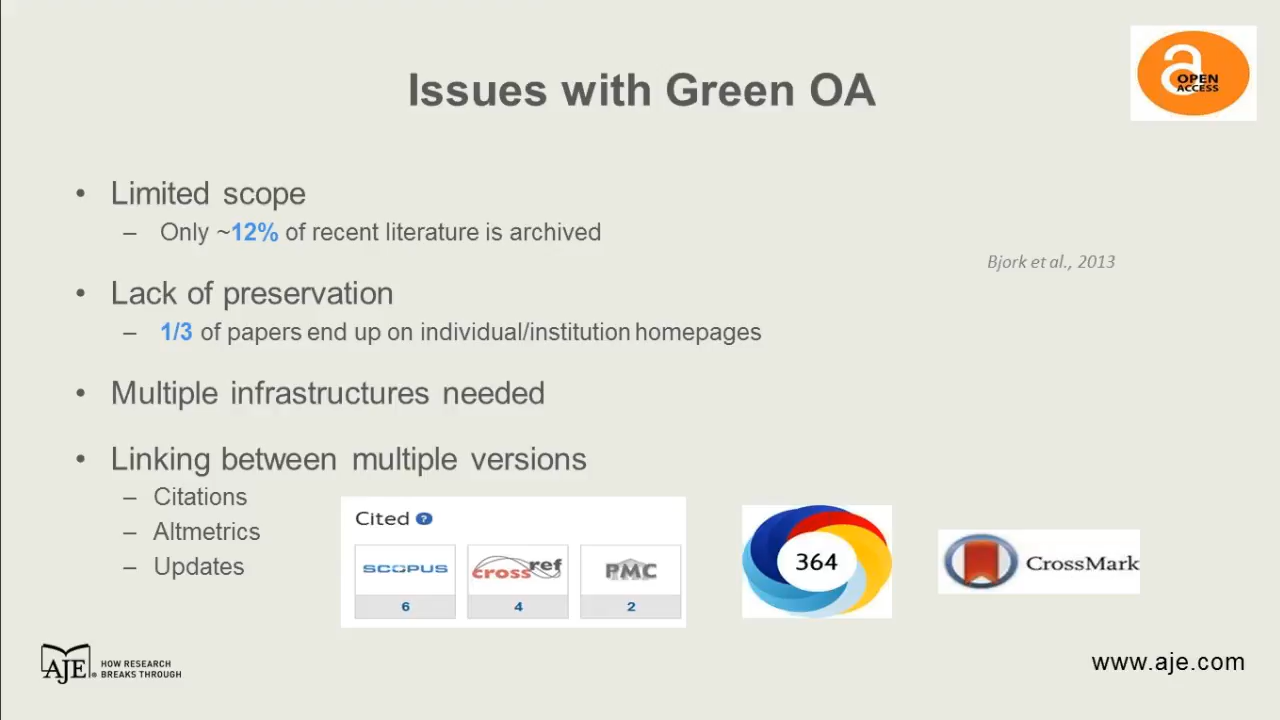 Issues with Green OA
a
OPEN
ACCESS
• Limited scope
– Only ~12% of recent literature is archived
Bjork et al., 2013
• Lack of preservation
– 1/3 of papers end up on individual/institution homepages
• Multiple infrastructures needed
• Linking between multiple versions
– Citations
– Altmetrics
– Updates
Cited ?
SCOPUS
6
crossref
4
PMC
2
364
CrossMark
AJE® HOW RESEARCH
BREAKS THROUGH
www.aje.com